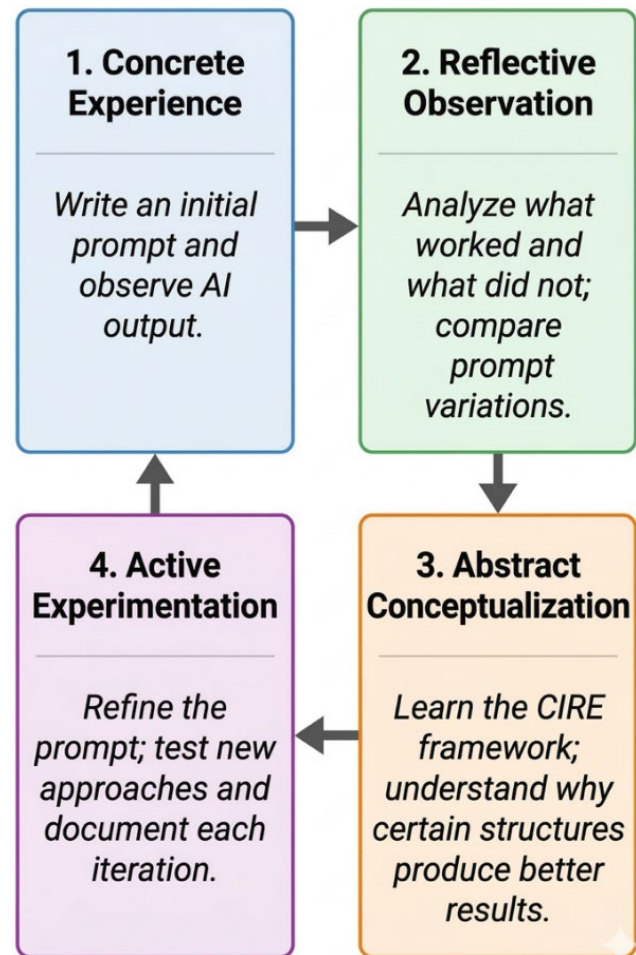 1. Concrete
Experience
Write an initial
prompt and
observe AI
output.
2. Reflective
Observation
Analyze what
worked and
what did not;
compare
prompt
variations.
3. Abstract
Conceptualization
Learn the CIRE
framework;
understand why
certain structures
produce better
results.
4. Active
Experimentation
Refine the
prompt; test new
approaches and
document each
iteration.